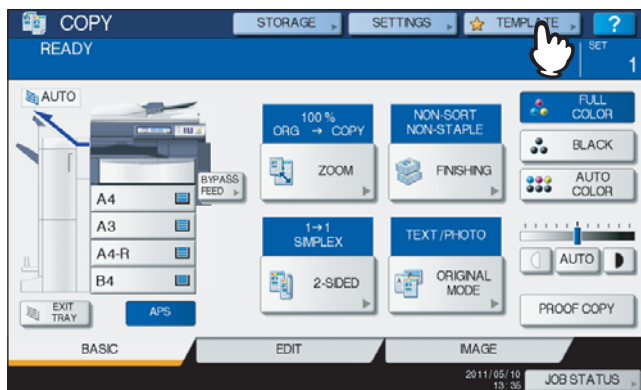 COPY
STORAGE
SETTINGS
TEMPLATE
?
READY
SET
1
AUTO
100 %
ORG → COPY
NON-SORT
NON-STAPLE
FULL
COLOR
ZOOM
FINISHING
BLACK
BYPASS
FEED
AUTO
COLOR
A4
A3
A4-R
B4
1→1
SIMPLEX
TEXT/PHOTO
2-SIDED
ORIGINAL
MODE
AUTO
EXIT
TRAY
APS
PROOF COPY
BASIC
EDIT
IMAGE
2011/05/10
13:35
JOB STATUS